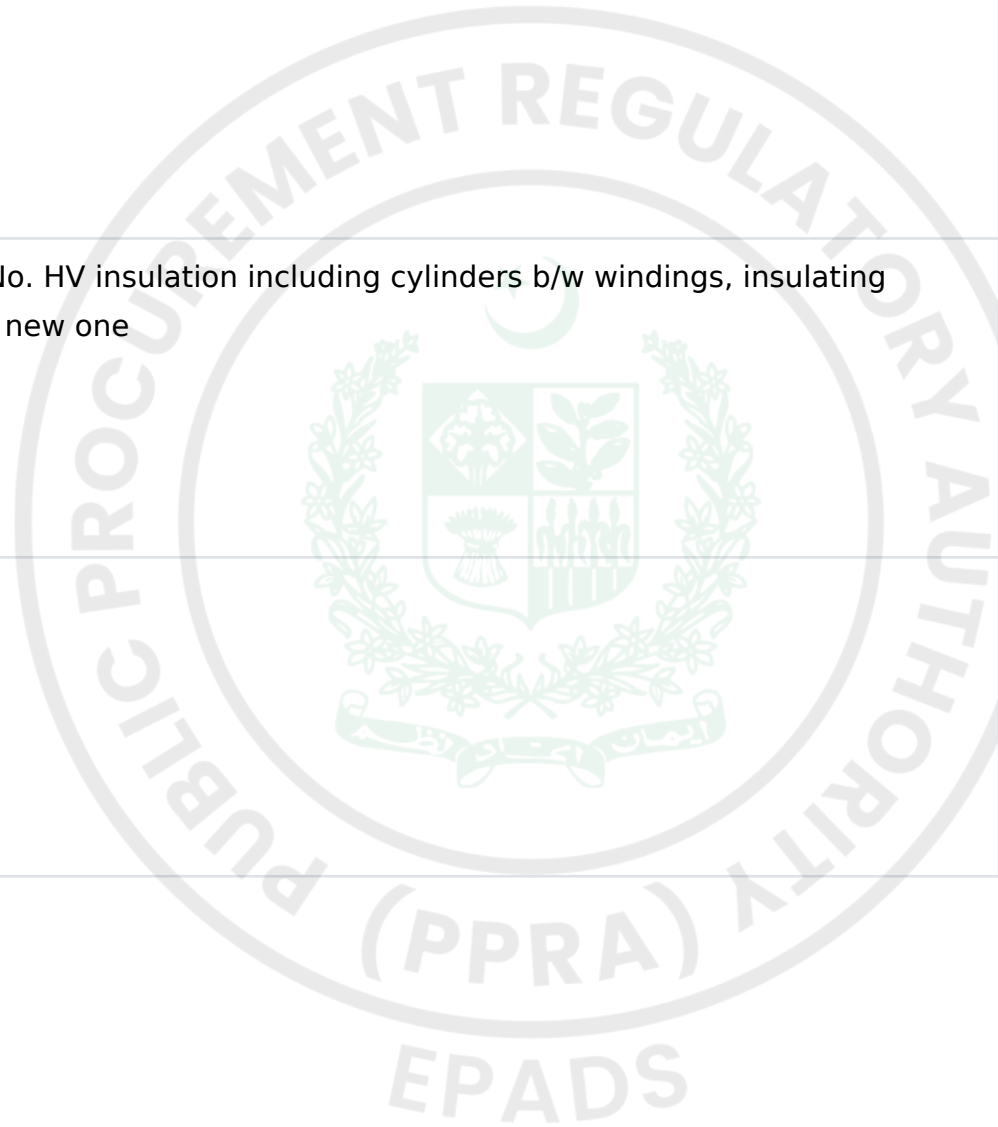 No. HV insulation including cylinders b/w windings, insulating
new one
PUBLIC PROCUREMENT REGULATORY AUTHORITY
(PPRA)
EPADS